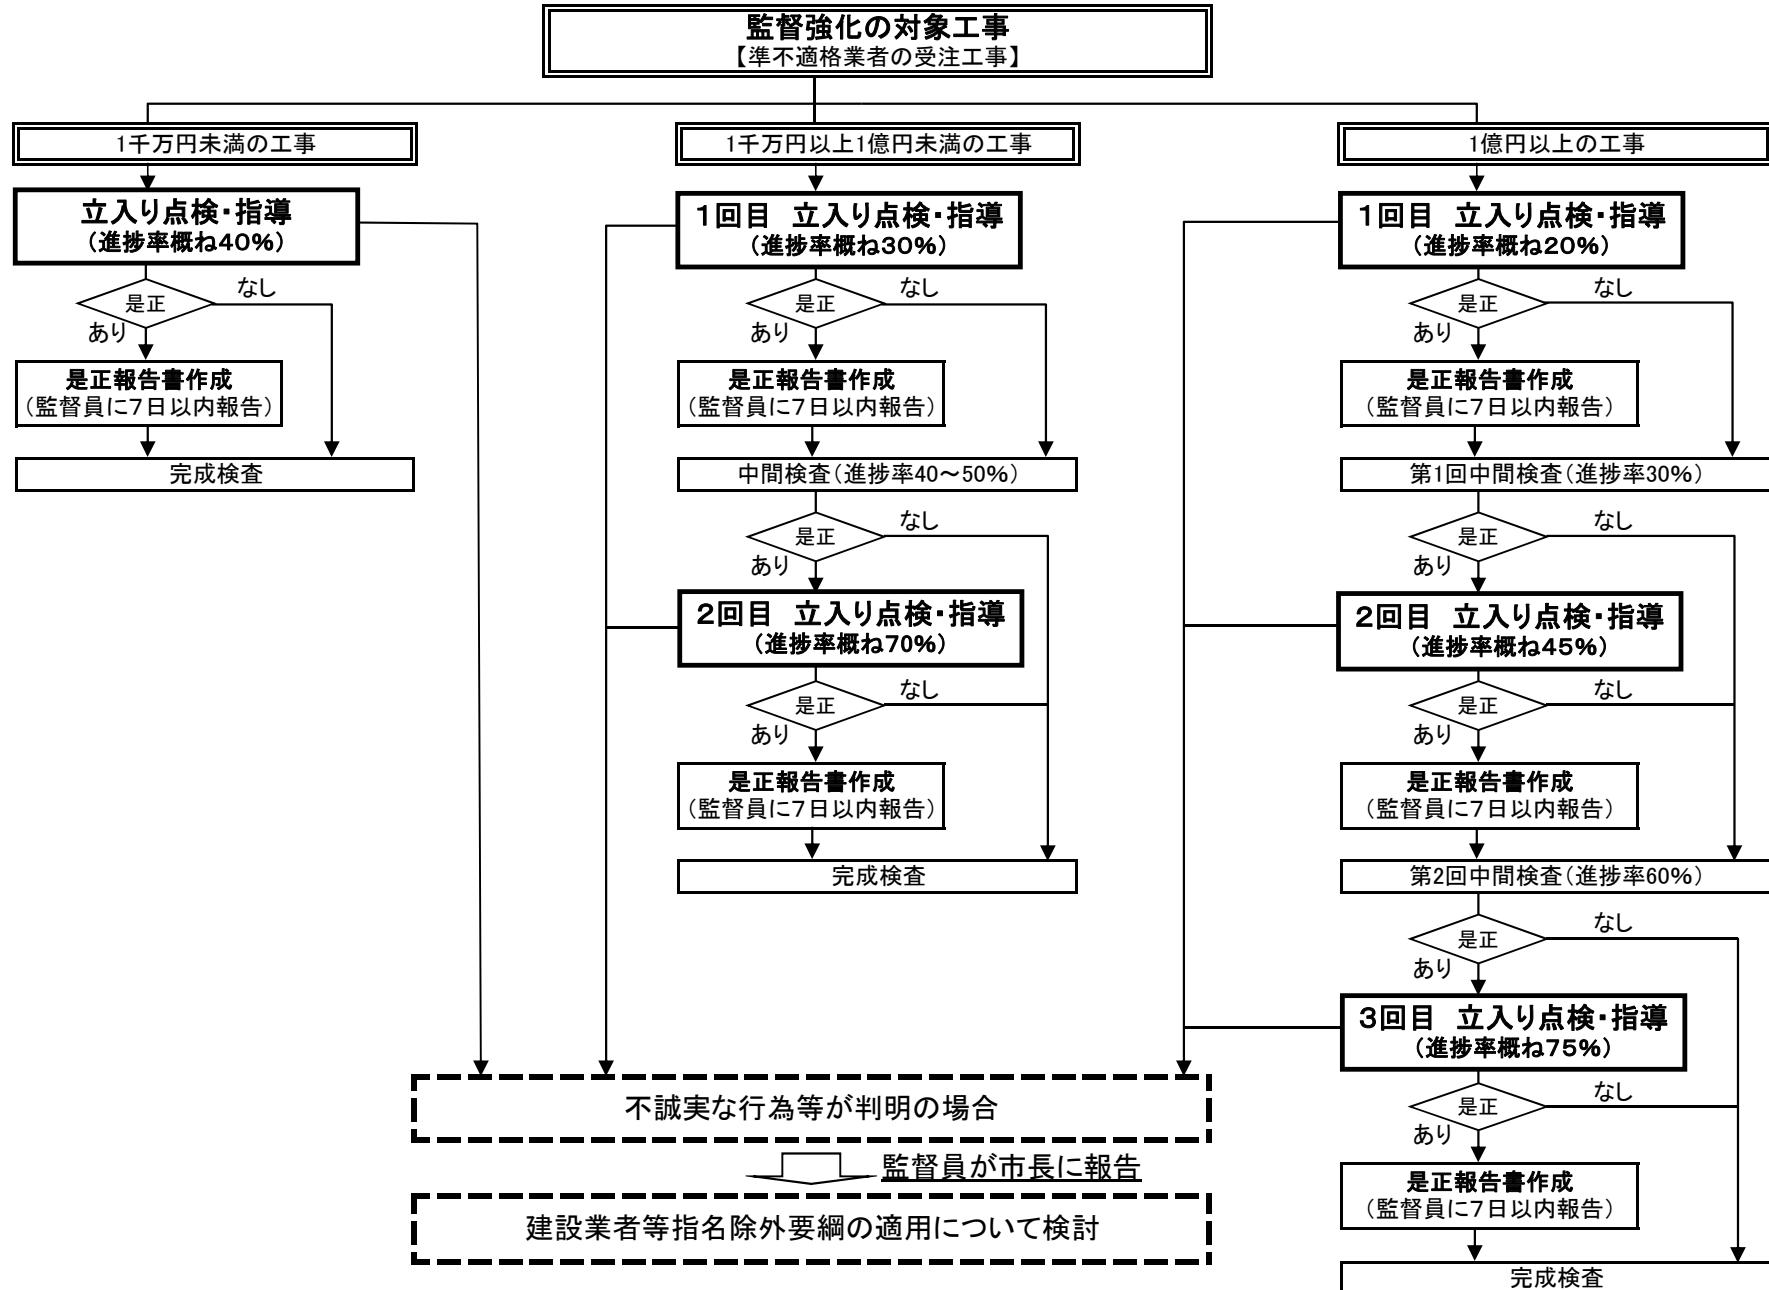 監督強化の対象工事
【準不適格業者の受注工事】
1千万円未満の工事
立入り点検・指導
(進捗率概ね40%)
是正
なし
あり
是正報告書作成
(監督員に7日以内報告)
完成検査
1千万円以上1億円未満の工事
1回目 立入り点検・指導
(進捗率概ね30%)
是正
なし
あり
是正報告書作成
(監督員に7日以内報告)
中間検査(進捗率40~50%)
是正
なし
あり
2回目 立入り点検・指導
(進捗率概ね70%)
是正
なし
あり
是正報告書作成
(監督員に7日以内報告)
完成検査
1億円以上の工事
1回目 立入り点検・指導
(進捗率概ね20%)
是正
なし
あり
是正報告書作成
(監督員に7日以内報告)
第1回中間検査(進捗率30%)
是正
なし
あり
2回目 立入り点検・指導
(進捗率概ね45%)
是正
なし
あり
是正報告書作成
(監督員に7日以内報告)
第2回中間検査(進捗率60%)
是正
なし
あり
3回目 立入り点検・指導
(進捗率概ね75%)
是正
なし
あり
是正報告書作成
(監督員に7日以内報告)
完成検査
不誠実な行為等が判明の場合
監督員が市長に報告
建設業者等指名除外要綱の適用について検討